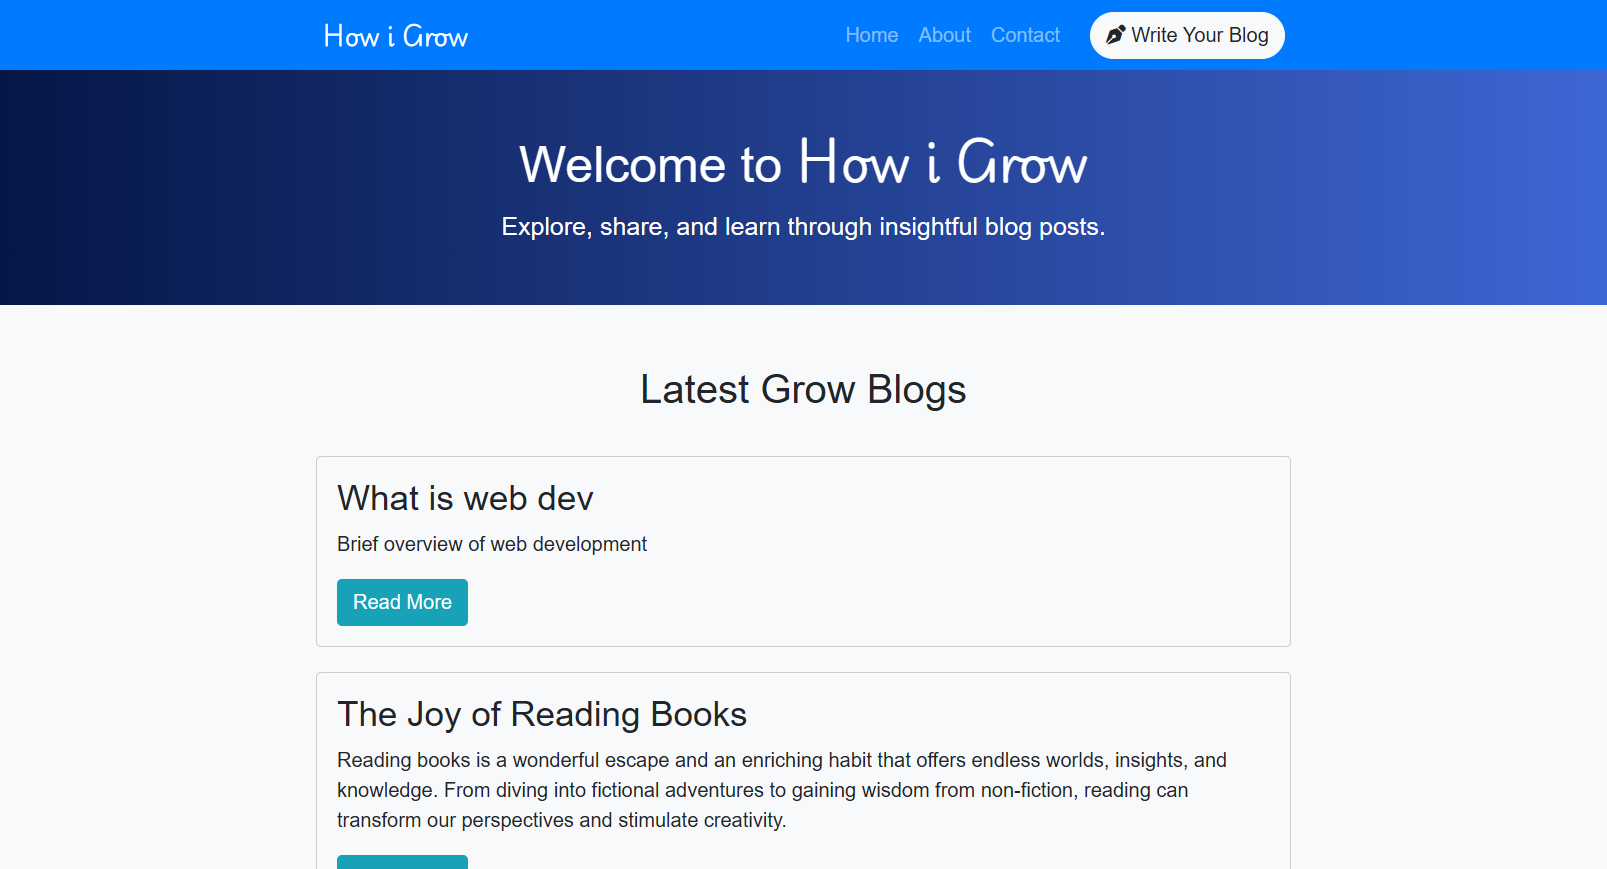 How i Grow
Home About Contact Write Your Blog
Welcome to How i Grow
Explore, share, and learn through insightful blog posts.
Latest Grow Blogs
What is web dev
Brief overview of web development
Read More
The Joy of Reading Books
Reading books is a wonderful escape and an enriching habit that offers endless worlds, insights, and
knowledge. From diving into fictional adventures to gaining wisdom from non-fiction, reading can
transform our perspectives and stimulate creativity.